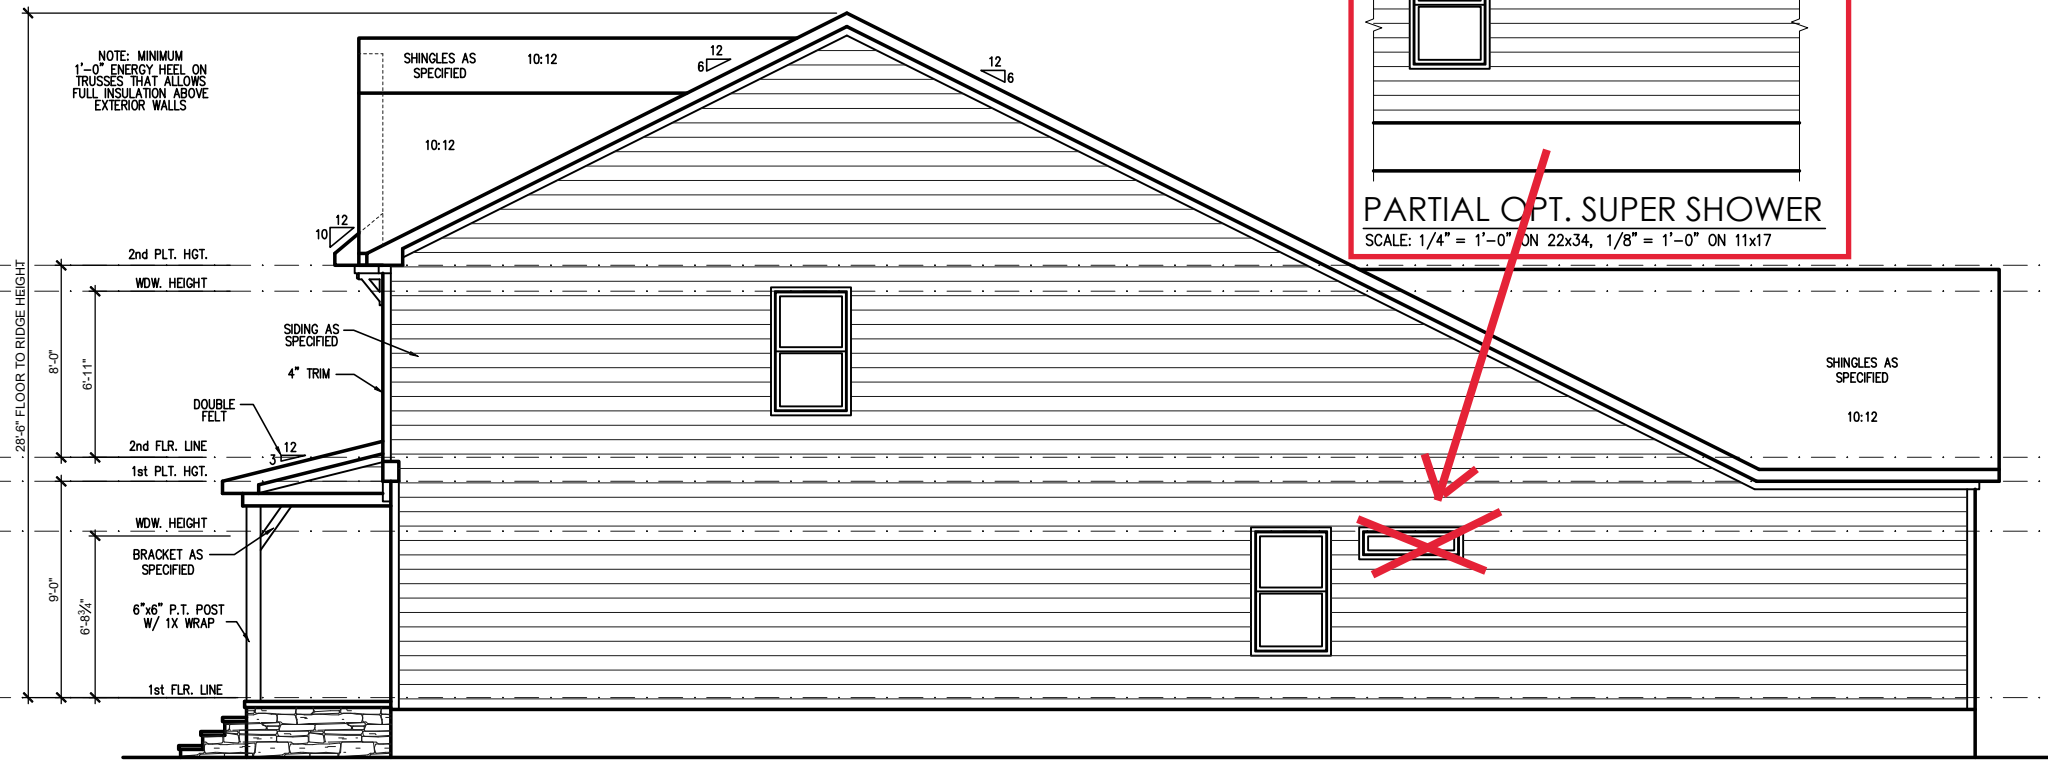 NOTE: MINIMUM
1'-0" ENERGY HEEL ON
TRUSSES THAT ALLOWS
FULL INSULATION ABOVE
EXTERIOR WALLS
SHINGLES AS
SPECIFIED
10:12
12
6
12
6
10:12
12
10
PARTIAL OPT. SUPER SHOWER
SCALE: 1/4" = 1'-0" ON 22x34, 1/8" = 1'-0" ON 11x17
2nd PLT. HGT.
WDW. HEIGHT
28'-6" FLOOR TO RIDGE HEIGHT
8'-0"
6'-11"
SIDING AS
SPECIFIED
4" TRIM
DOUBLE
FELT
12
3
2nd FLR. LINE
1st PLT. HGT.
SHINGLES AS
SPECIFIED
10:12
WDW. HEIGHT
BRACKET AS
SPECIFIED
9'-0"
6'-8¾"
6"x6" P.T. POST
W/ 1X WRAP
1st FLR. LINE